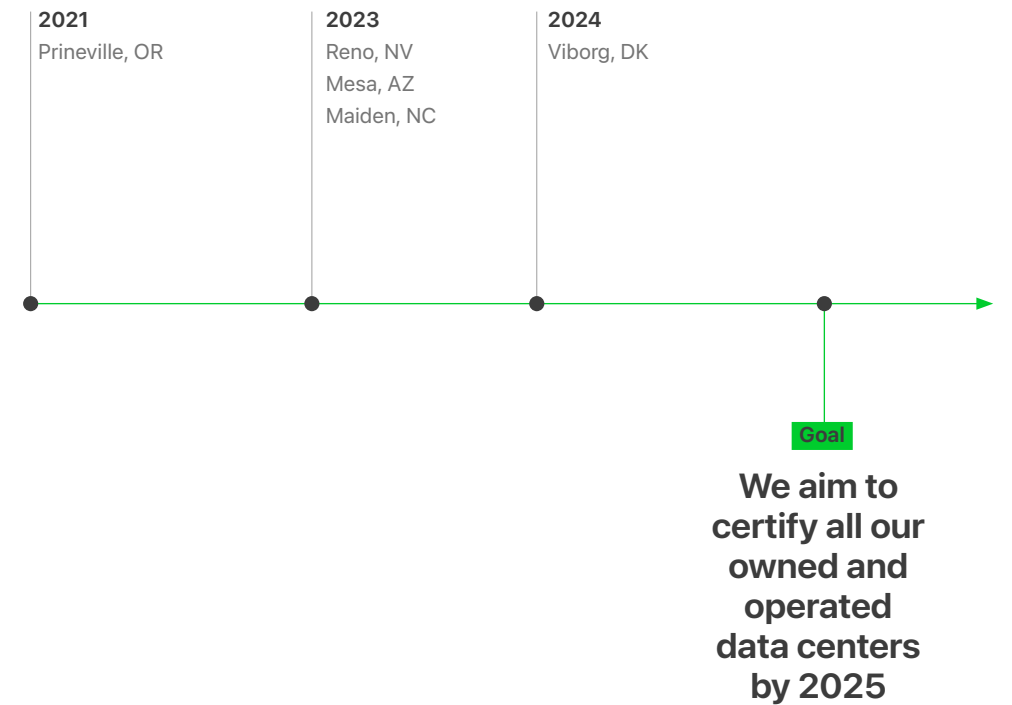 2021
Prineville, OR
2023
Reno, NV
Mesa, AZ
Maiden, NC
2024
Viborg, DK
Goal
We aim to
certify all our
owned and
operated
data centers
by 2025